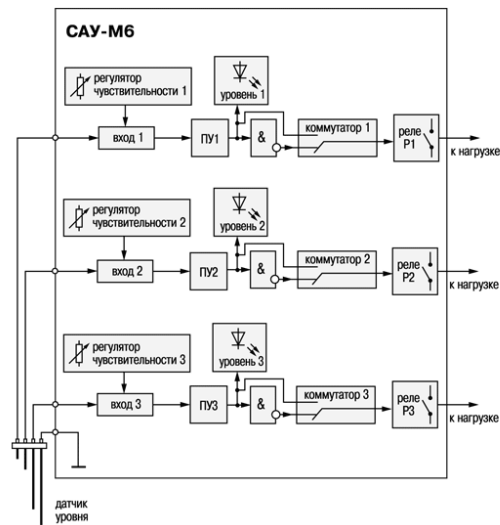 САУ-М6
регулятор
чувствительности 1
уровень 1
вход 1
ПУ1
&
коммутатор 1
реле
Р1
к нагрузке
регулятор
чувствительности 2
уровень 2
вход 2
ПУ2
&
коммутатор 2
реле
Р2
к нагрузке
регулятор
чувствительности 3
уровень 3
вход 3
ПУ3
&
коммутатор 3
реле
Р3
к нагрузке
датчик
уровня